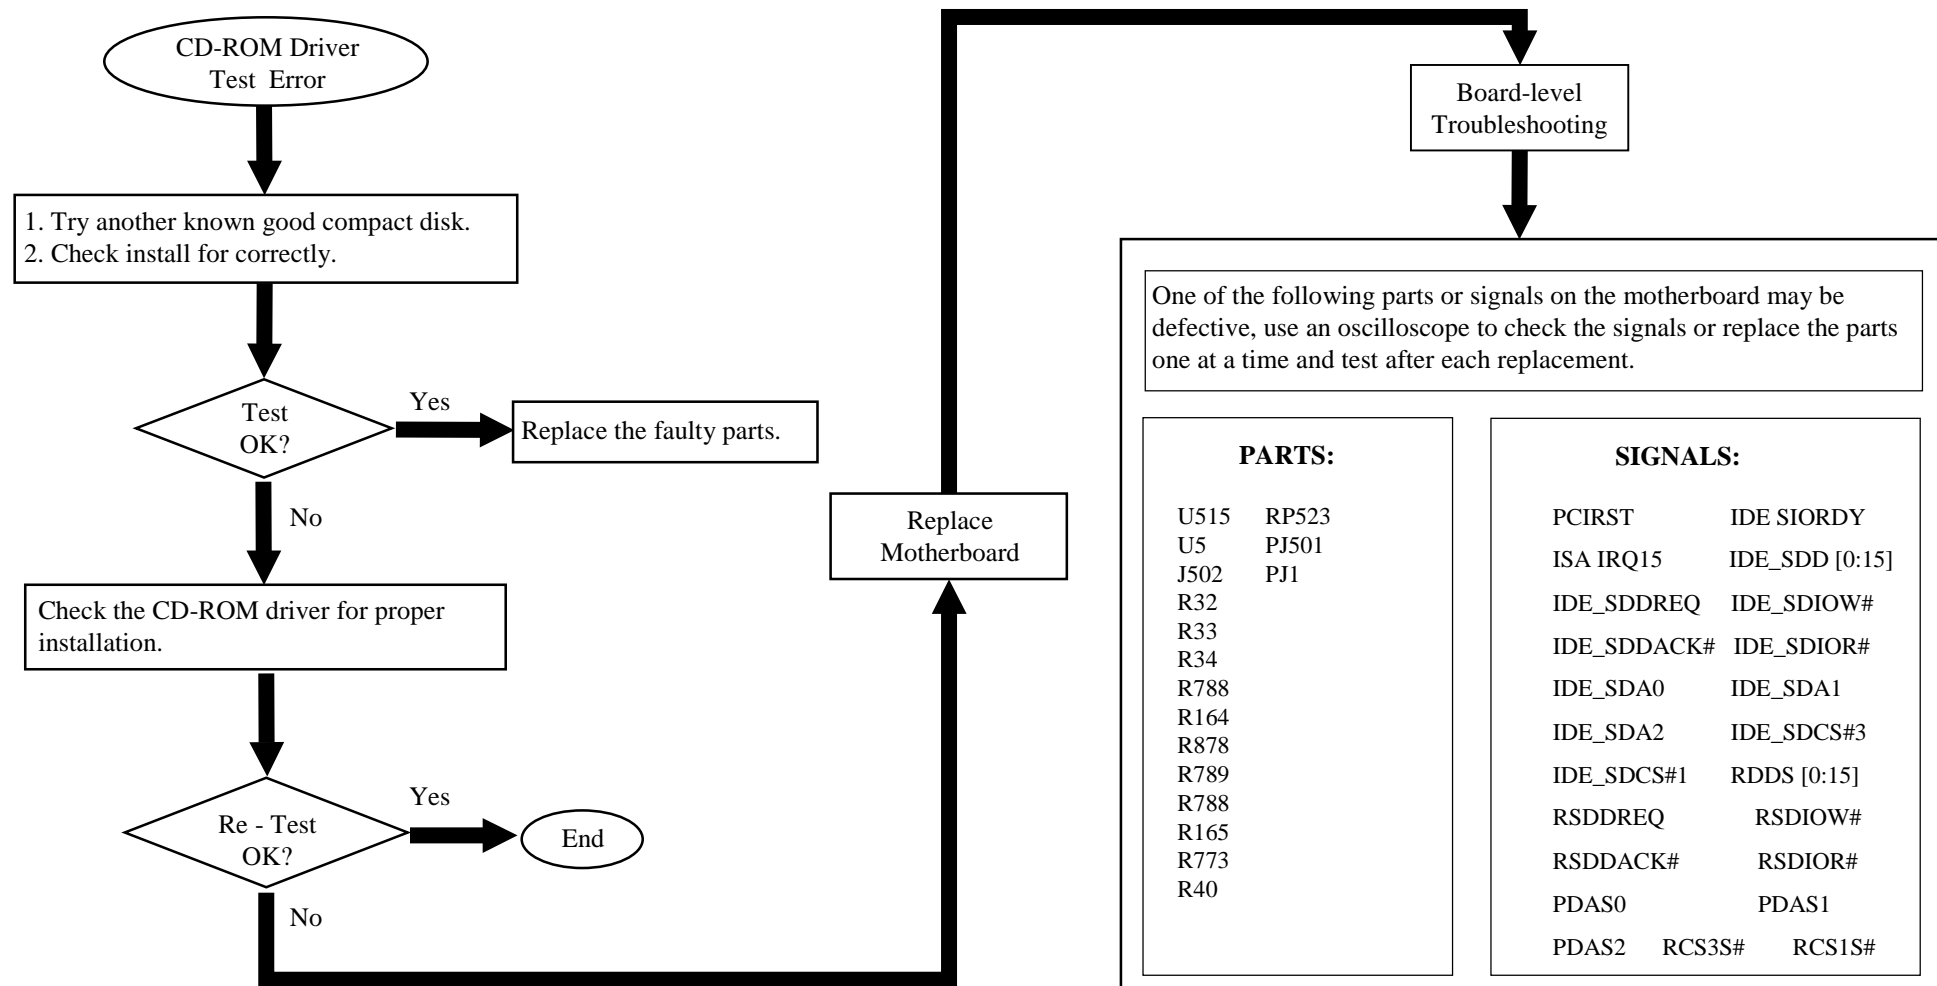 CD-ROM Driver
Test Error
1. Try another known good compact disk.
2. Check install for correctly.
Test
OK?
Yes
Replace the faulty parts.
No
Check the CD-ROM driver for proper
installation.
Re - Test
OK?
Yes
End
No
Replace
Motherboard
Board-level
Troubleshooting
One of the following parts or signals on the motherboard may be
defective, use an oscilloscope to check the signals or replace the parts
one at a time and test after each replacement.
PARTS:
U515 RP523
U5 PJ501
J502 PJ1
R32
R33
R34
R788
R164
R878
R789
R788
R165
R773
R40
SIGNALS:
PCIRST IDE SIORDY
ISA IRQ15 IDE_SDD [0:15]
IDE_SDDREQ IDE_SDIOW#
IDE_SDDACK# IDE_SDIOR#
IDE_SDA0 IDE_SDA1
IDE_SDA2 IDE_SDCS#3
IDE_SDCS#1 RDDS [0:15]
RSDDREQ RSDIOW#
RSDDACK# RSDIOR#
PDAS0 PDAS1
PDAS2 RCS3S# RCS1S#